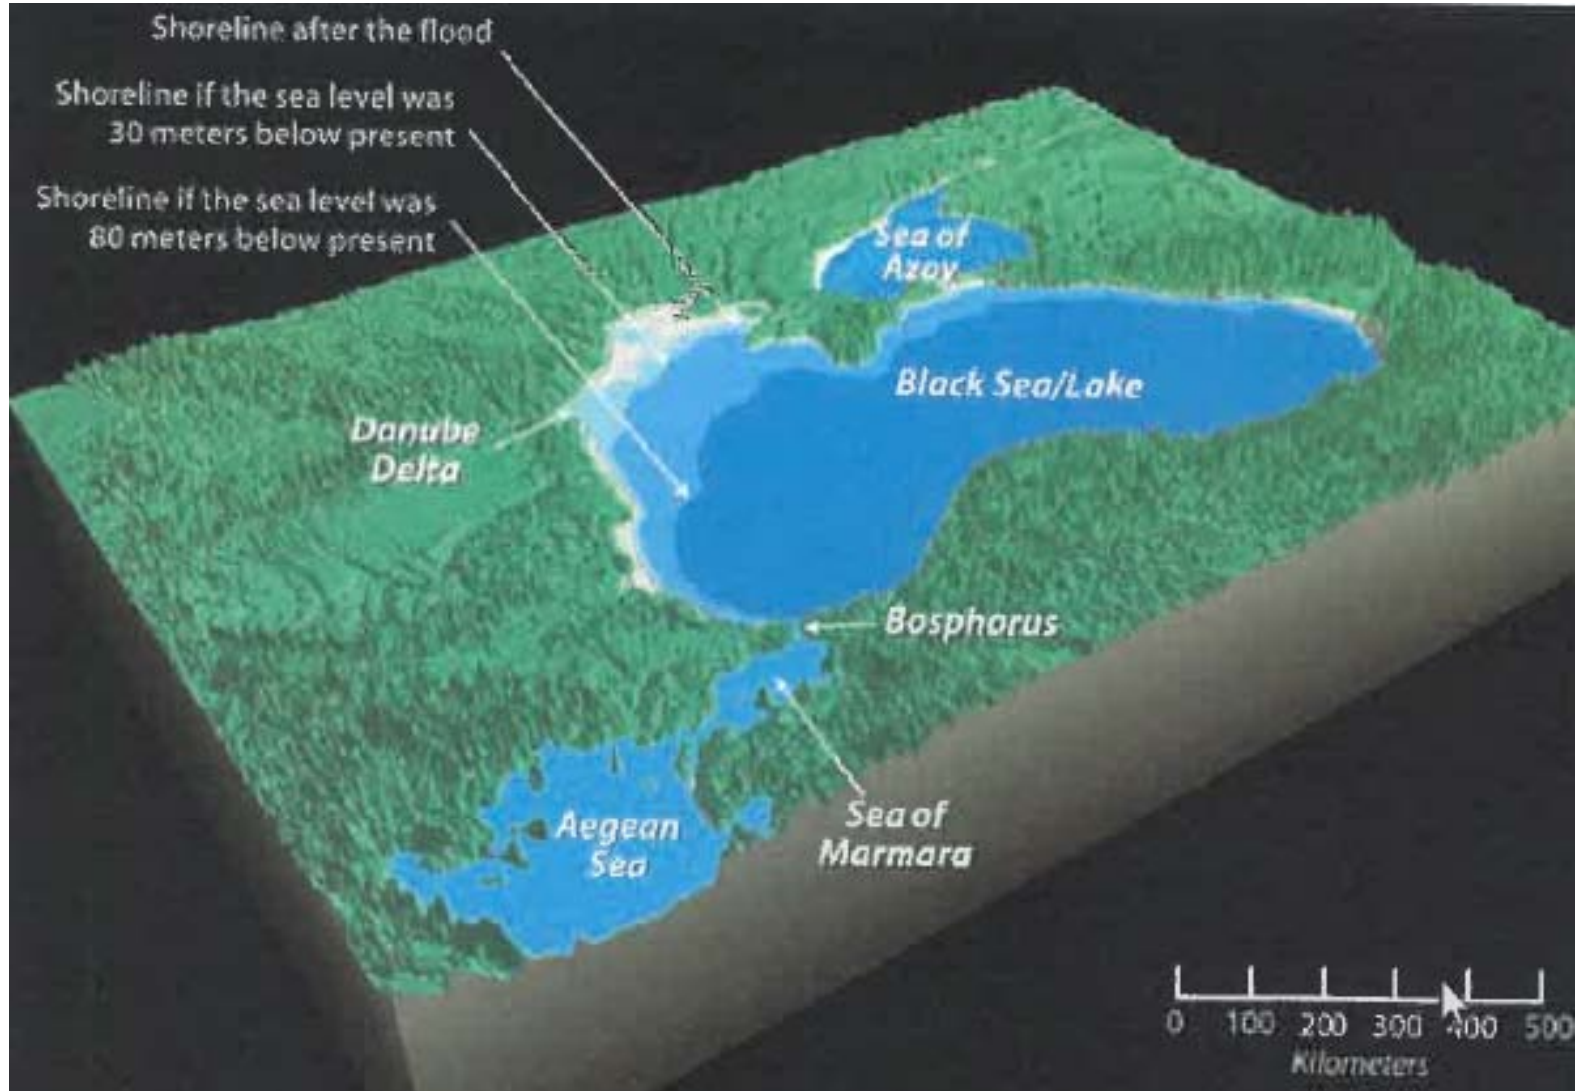 Shoreline after the flood
Shoreline if the sea level was
30 meters below present
Shoreline if the sea level was
80 meters below present
Sea of
Azov
Black Sea/Lake
Danube
Delta
Bosphorus
Aegean
Sea
Sea of
Marmara
0 100 200 300 400 500
Kilometers